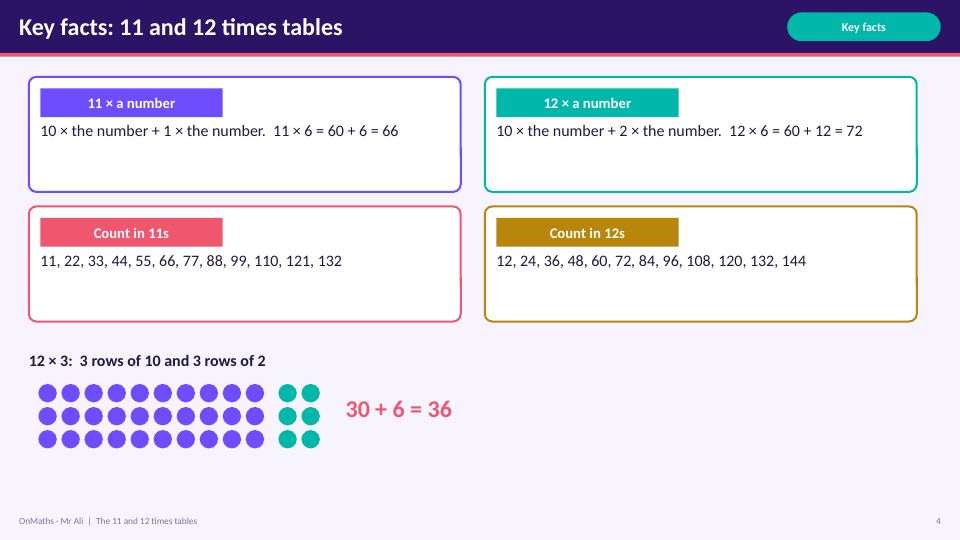 Key facts: 11 and 12 times tables
Key facts
11 × a number
10 × the number + 1 × the number.  11 × 6 = 60 + 6 = 66
12 × a number
10 × the number + 2 × the number.  12 × 6 = 60 + 12 = 72
Count in 11s
11, 22, 33, 44, 55, 66, 77, 88, 99, 110, 121, 132
Count in 12s
12, 24, 36, 48, 60, 72, 84, 96, 108, 120, 132, 144
12 × 3:  3 rows of 10 and 3 rows of 2
30 + 6 = 36
OnMaths - Mr Ali  |  The 11 and 12 times tables
4